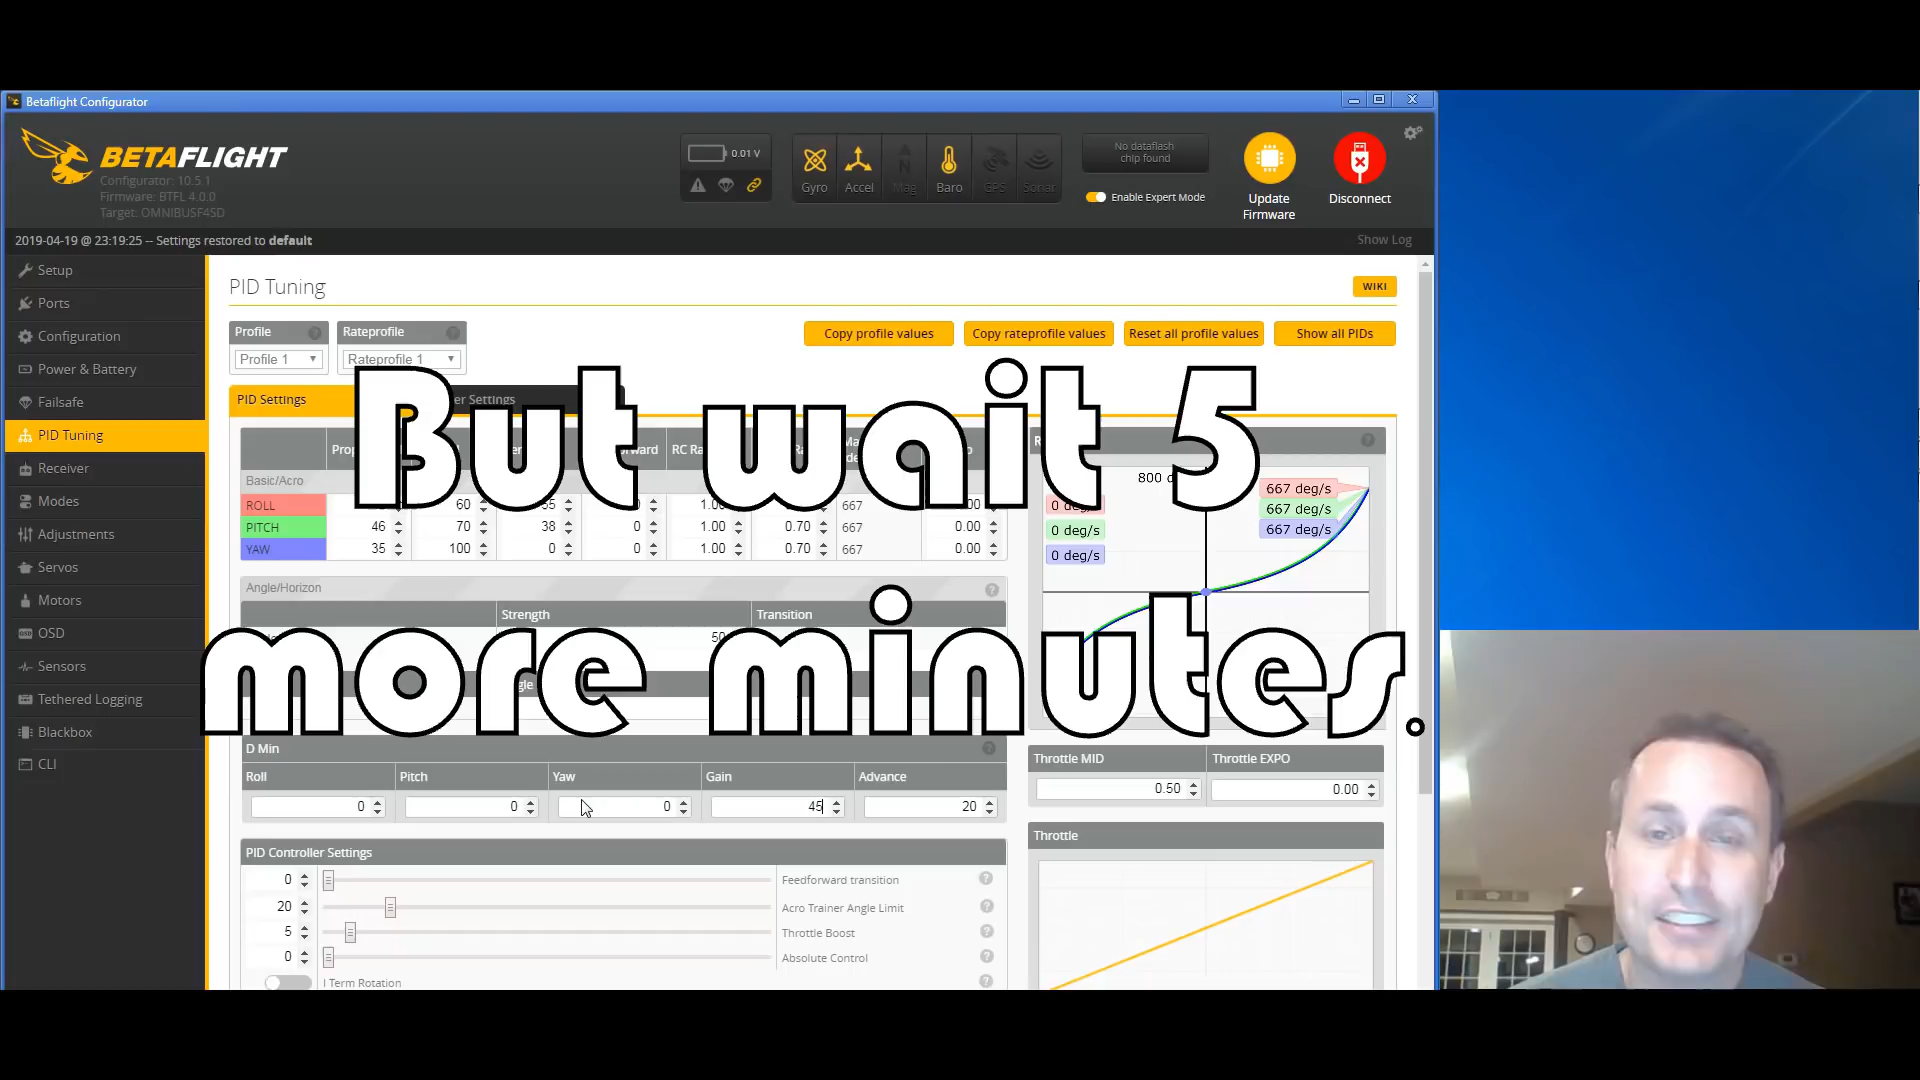 Betaflight Configurator
BETAFLIGHT
Configurator: 10.5.1
Firmware: BTFL 4.0.0
Target: OMNIBUSF4SD
0.01 V
Gyro
Accel
Mag
Baro
GPS
Sonar
No dataflash
chip found
Enable Expert Mode
Update
Firmware
Disconnect
2019-04-19 @ 23:19:25 -- Settings restored to default
Show Log
Setup
Ports
Configuration
Power & Battery
Failsafe
PID Tuning
Receiver
Modes
Adjustments
Servos
Motors
OSD
Sensors
Tethered Logging
Blackbox
CLI
PID Tuning
WIKI
Profile
Rateprofile
Profile 1
Rateprofile 1
Copy profile values
Copy rateprofile values
Reset all profile values
Show all PIDs
PID Settings
Settings
But wait 5
more minutes.
Basic/Acro
ROLL 60 667
PITCH 46 70 38 0 1.00 0.70 667 0.00
YAW 35 100 0 0 1.00 0.70 667 0.00
667 deg/s
667 deg/s
667 deg/s
0 deg/s
0 deg/s
Angle/Horizon
Strength
Transition
D Min
Roll Pitch Yaw Gain Advance
0 0 0 45 20
PID Controller Settings
0 Feedforward transition
20 Acro Trainer Angle Limit
5 Throttle Boost
0 Absolute Control
I Term Rotation
Throttle MID
Throttle EXPO
0.50
0.00
Throttle